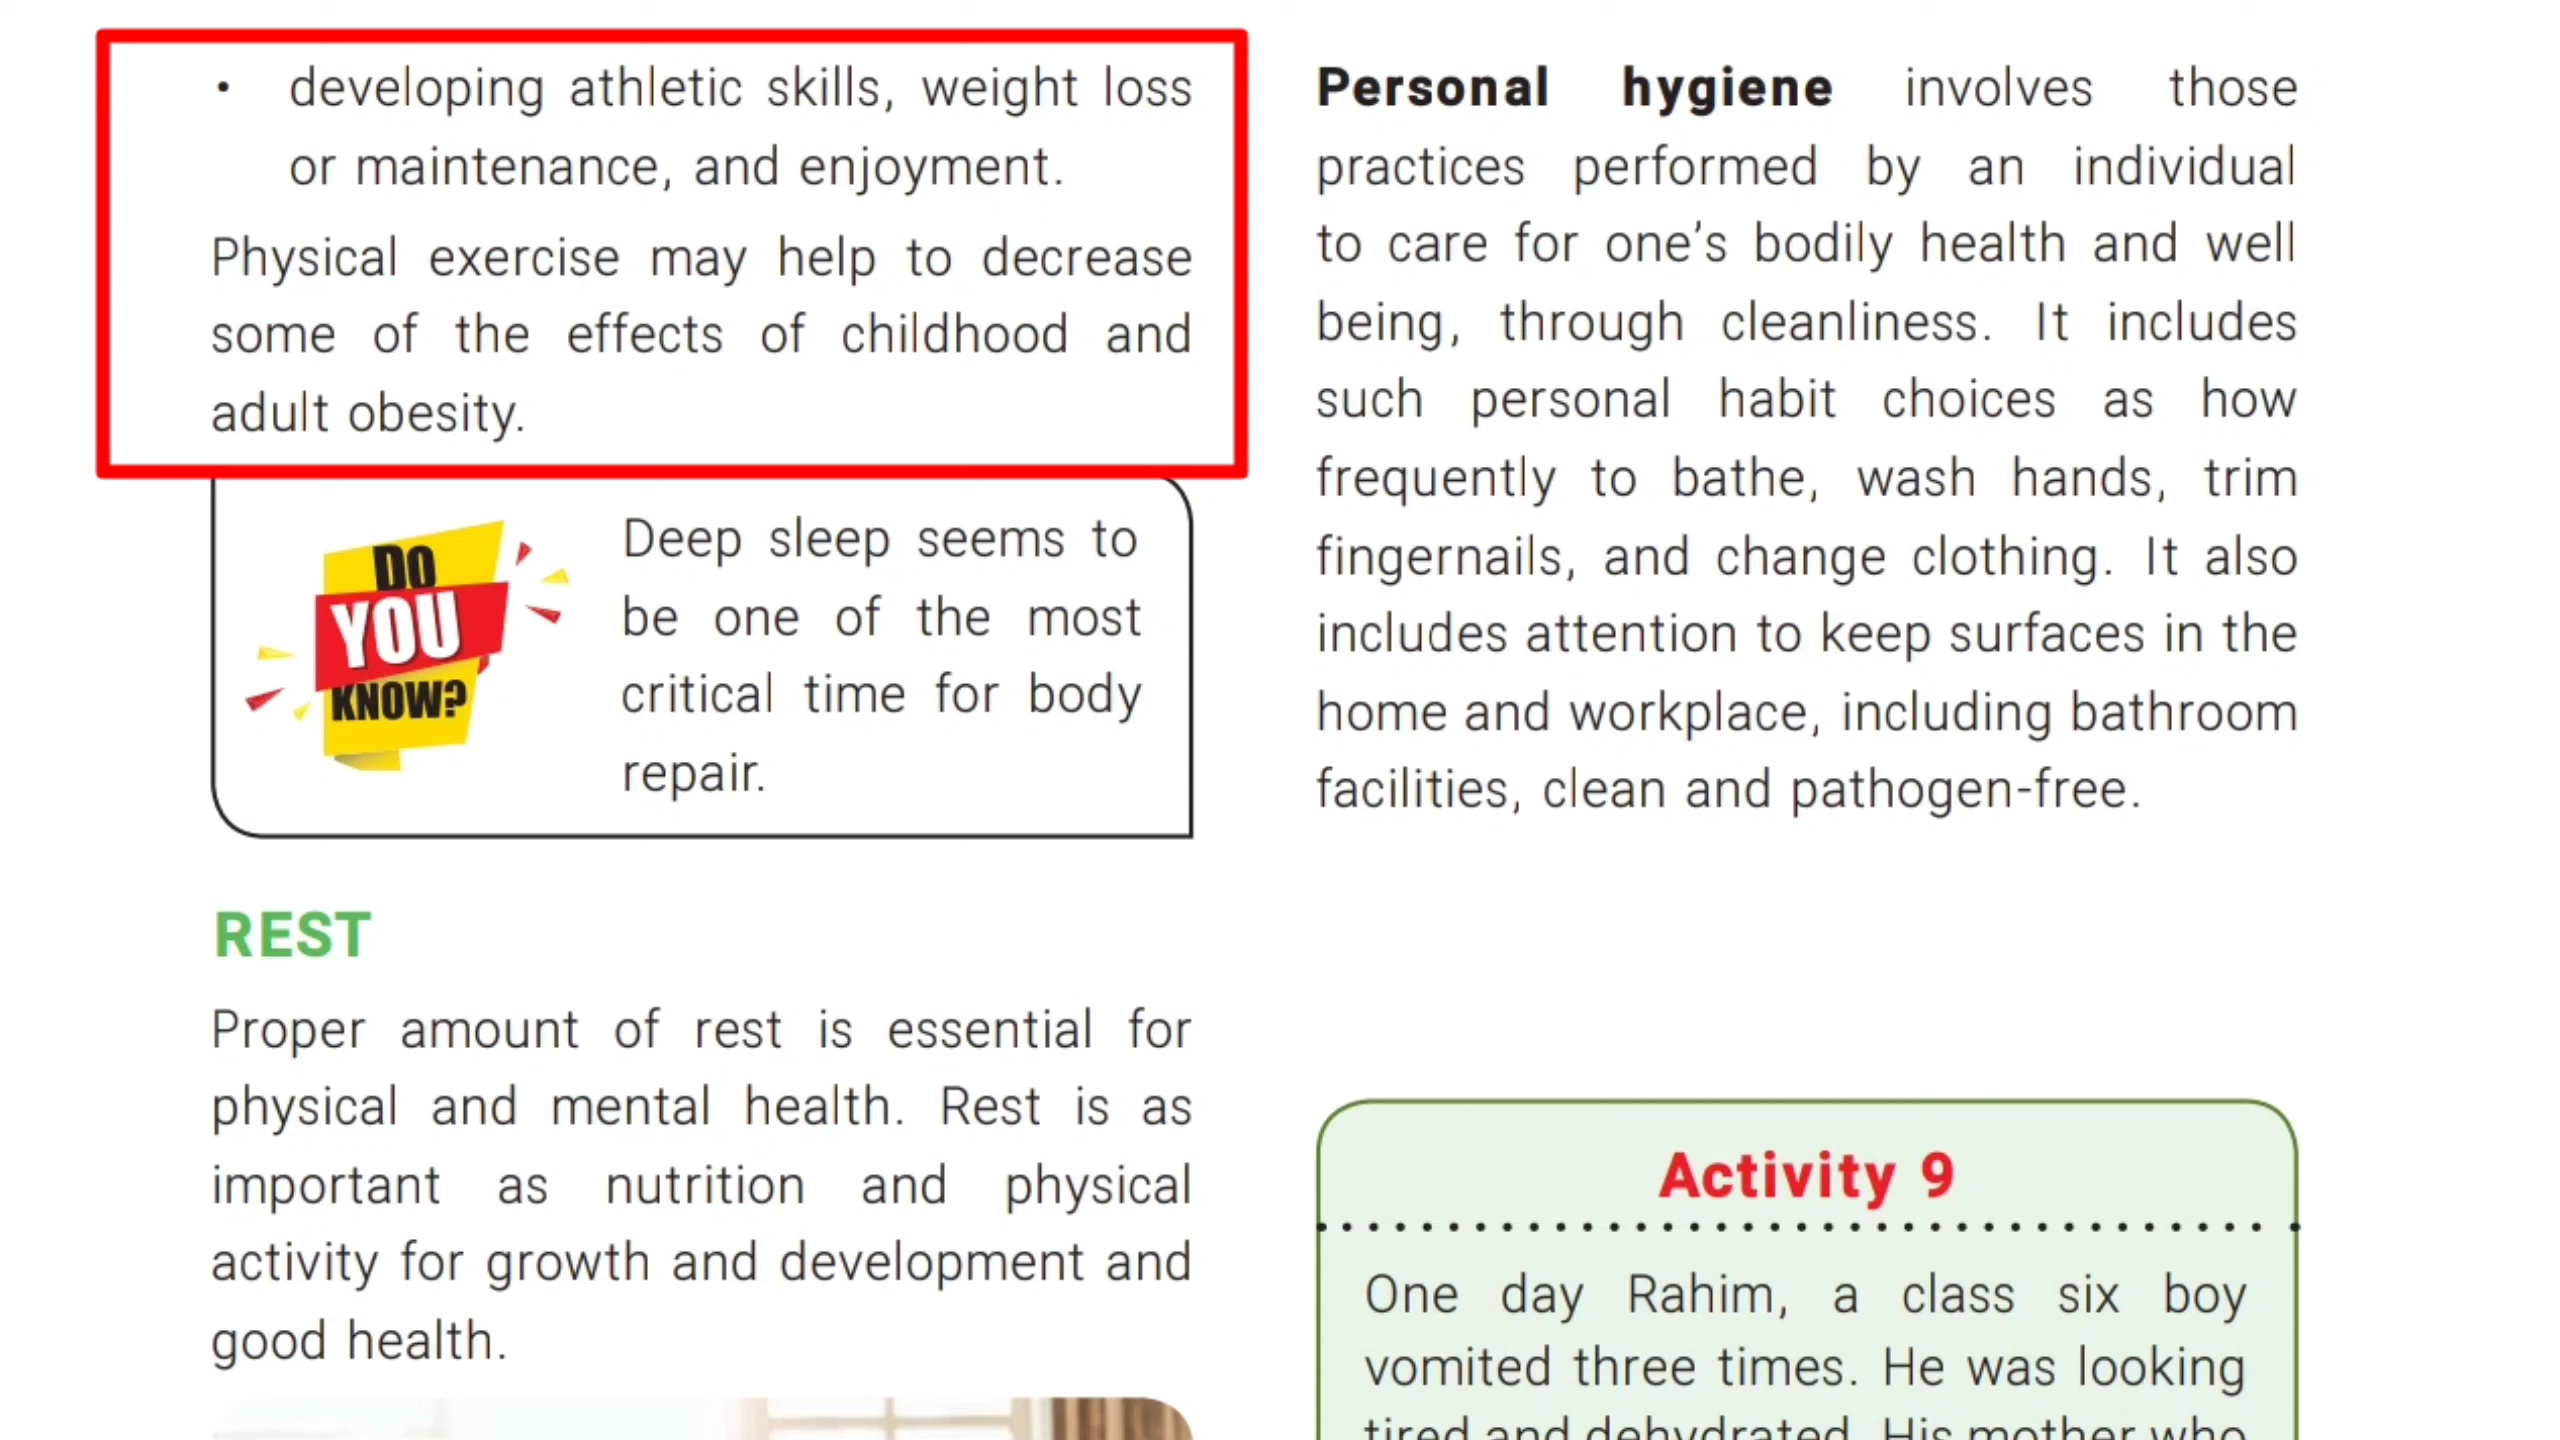 • developing athletic skills, weight loss
or maintenance, and enjoyment.
Physical exercise may help to decrease
some of the effects of childhood and
adult obesity.
DO
YOU
KNOW?
Deep sleep seems to
be one of the most
critical time for body
repair.
REST
Proper amount of rest is essential for
physical and mental health. Rest is as
important as nutrition and physical
activity for growth and development and
good health.
Personal hygiene involves those
practices performed by an individual
to care for one’s bodily health and well
being, through cleanliness. It includes
such personal habit choices as how
frequently to bathe, wash hands, trim
fingernails, and change clothing. It also
includes attention to keep surfaces in the
home and workplace, including bathroom
facilities, clean and pathogen-free.
Activity 9
One day Rahim, a class six boy
vomited three times. He was looking
tired and dehydrated. His mother who